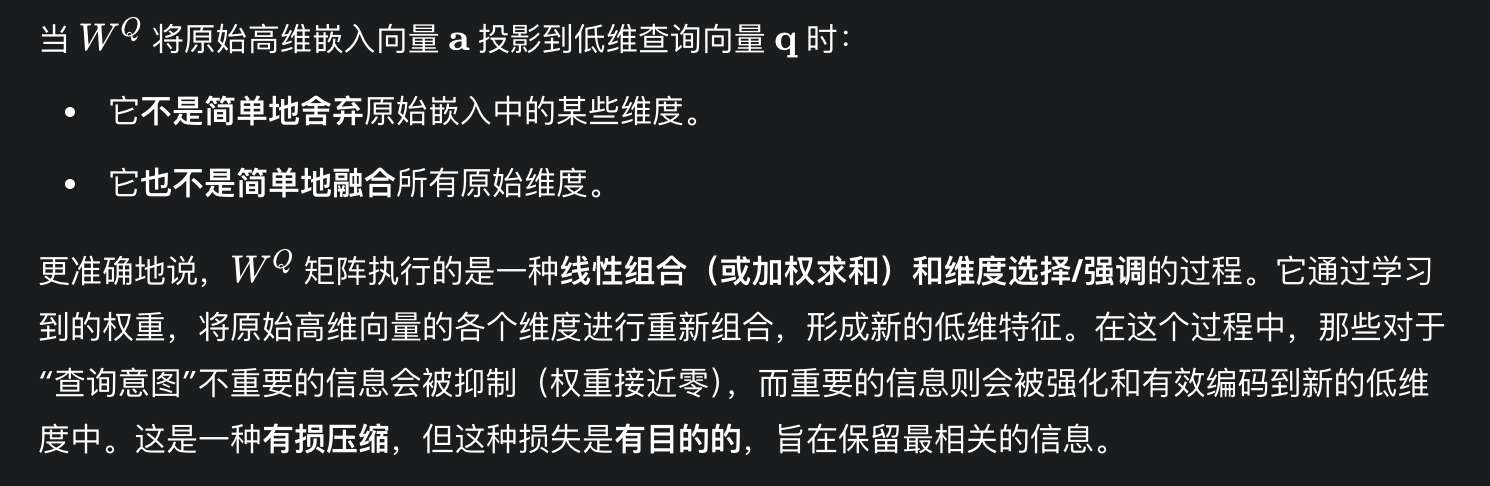 当 W^Q 将原始高维嵌入向量 a 投影到低维查询向量 q 时：
• 它不是简单地舍弃原始嵌入中的某些维度。
• 它也不是简单地融合所有原始维度。
更准确地说，W^Q 矩阵执行的是一种线性组合（或加权求和）和维度选择/强调的过程。它通过学习
到的权重，将原始高维向量的各个维度进行重新组合，形成新的低维特征。在这个过程中，那些对于
“查询意图”不重要的信息会被抑制（权重接近零），而重要的信息则会被强化和有效编码到新的低维
度中。这是一种有损压缩，但这种损失是有目的的，旨在保留最相关的信息。